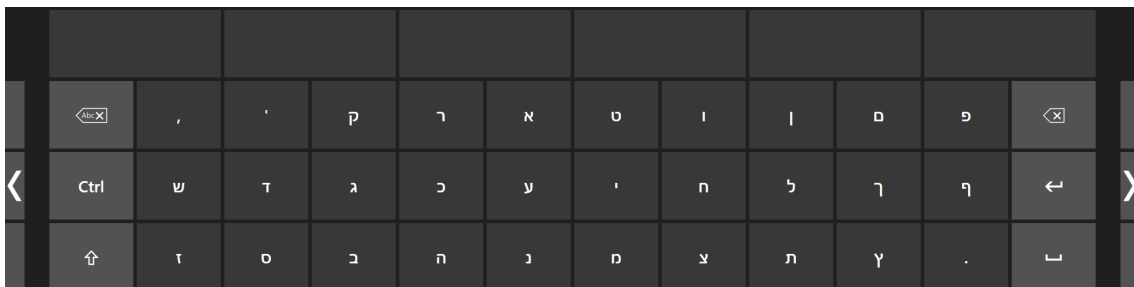 Abc , ' ק ר א ט ו ן ם פ
Ctrl ש ד ג כ ע י ח ל ך ף
ז ס ב ה נ מ צ ת ץ .